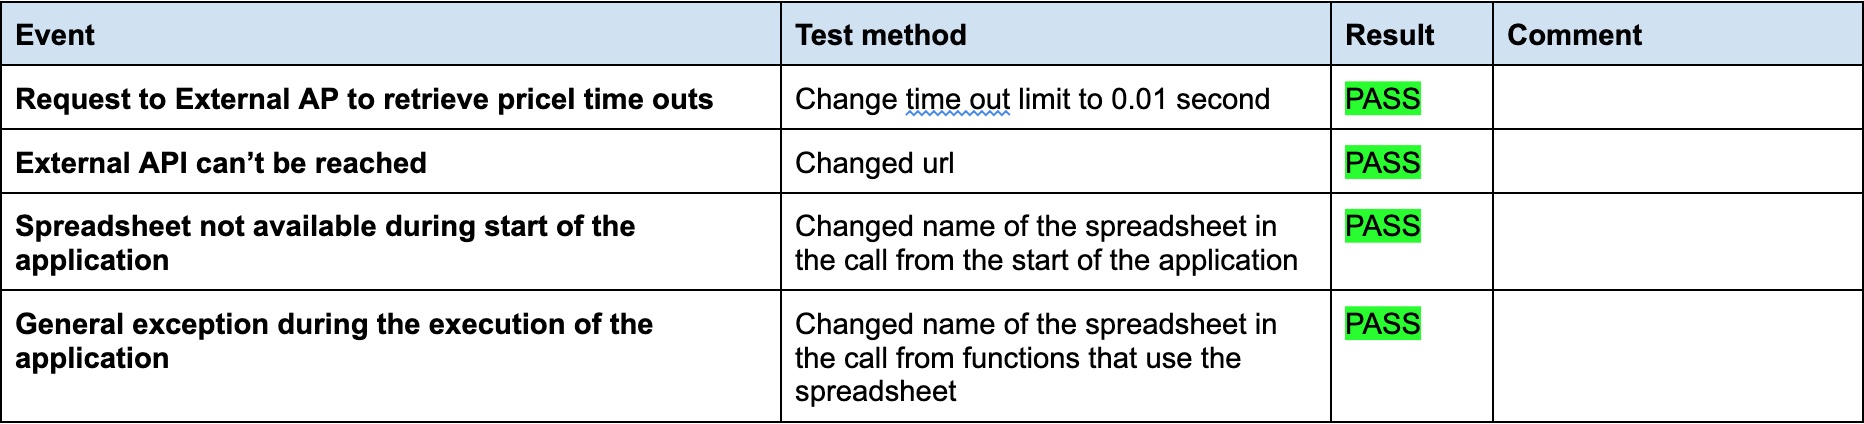 Event Test method Result Comment
Request to External AP to retrieve pricel time outs Change time out limit to 0.01 second PASS
External API can’t be reached Changed url PASS
Spreadsheet not available during start of the
application
Changed name of the spreadsheet in
the call from the start of the application
PASS
General exception during the execution of the
application
Changed name of the spreadsheet in
the call from functions that use the
spreadsheet
PASS